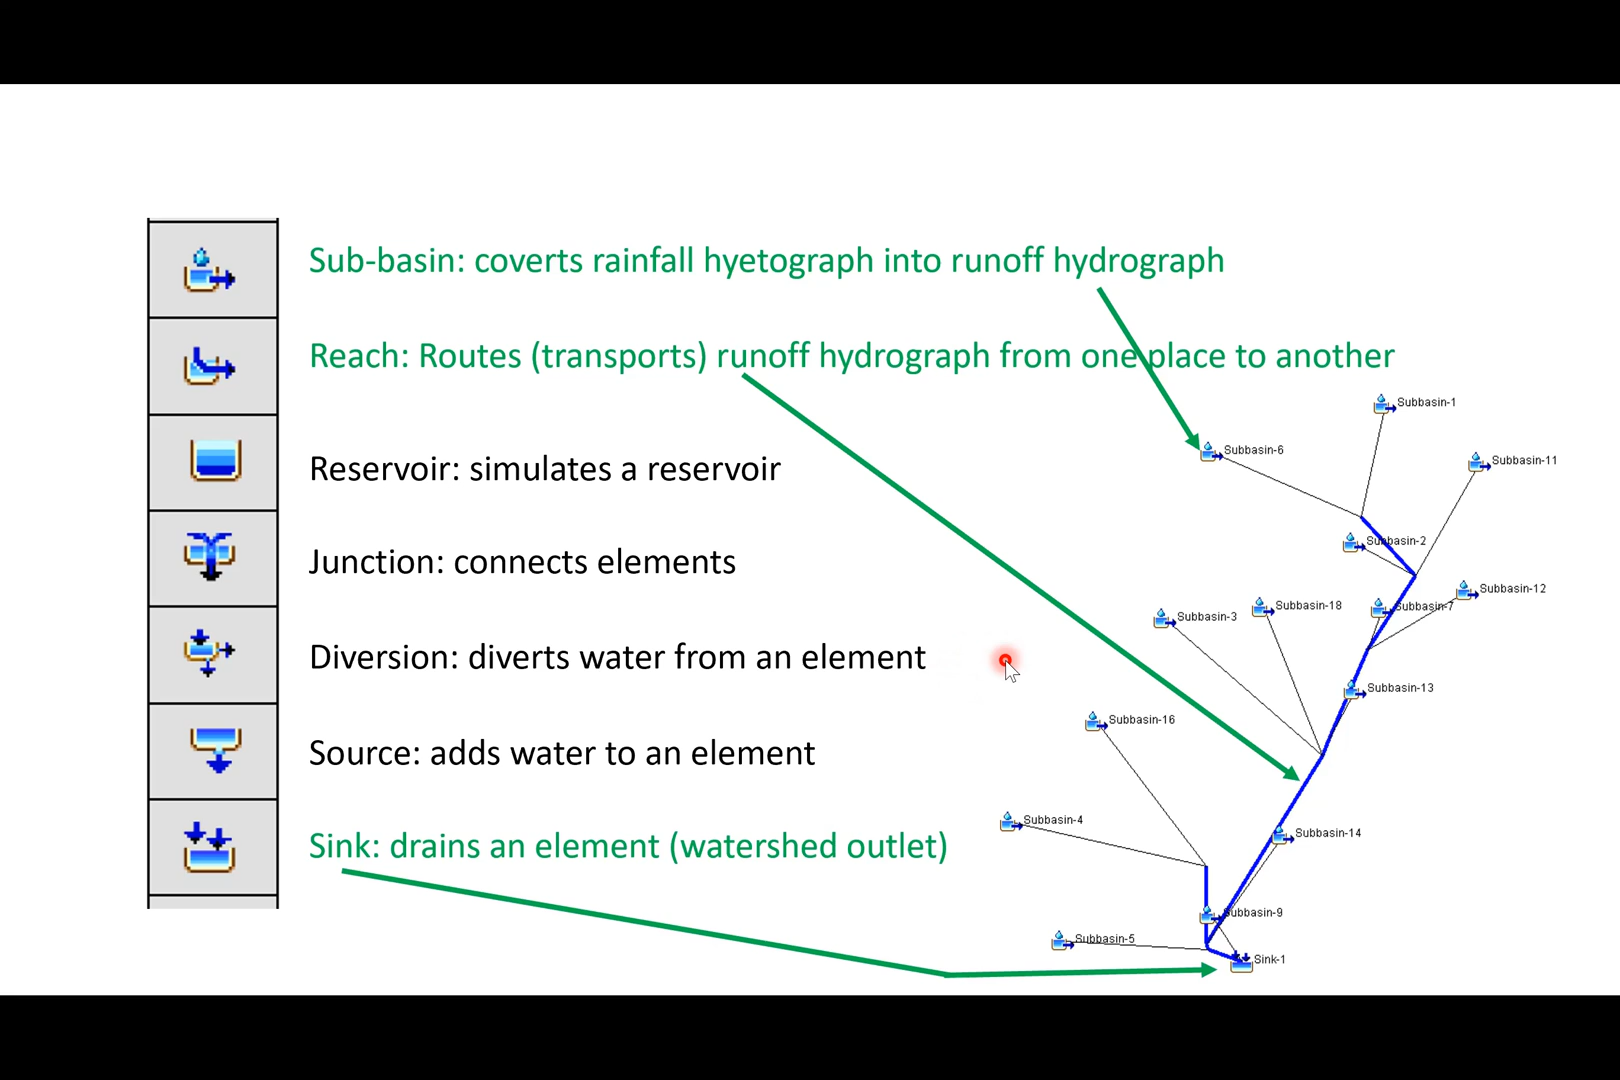 Sub-basin: coverts rainfall hyetograph into runoff hydrograph
Reach: Routes (transports) runoff hydrograph from one place to another
Reservoir: simulates a reservoir
Junction: connects elements
Diversion: diverts water from an element
Source: adds water to an element
Sink: drains an element (watershed outlet)
Subbasin-1
Subbasin-6
Subbasin-11
Subbasin-2
Subbasin-12
Subbasin-18
Subbasin-7
Subbasin-3
Subbasin-13
Subbasin-16
Subbasin-4
Subbasin-14
Subbasin-9
Subbasin-5
Sink-1